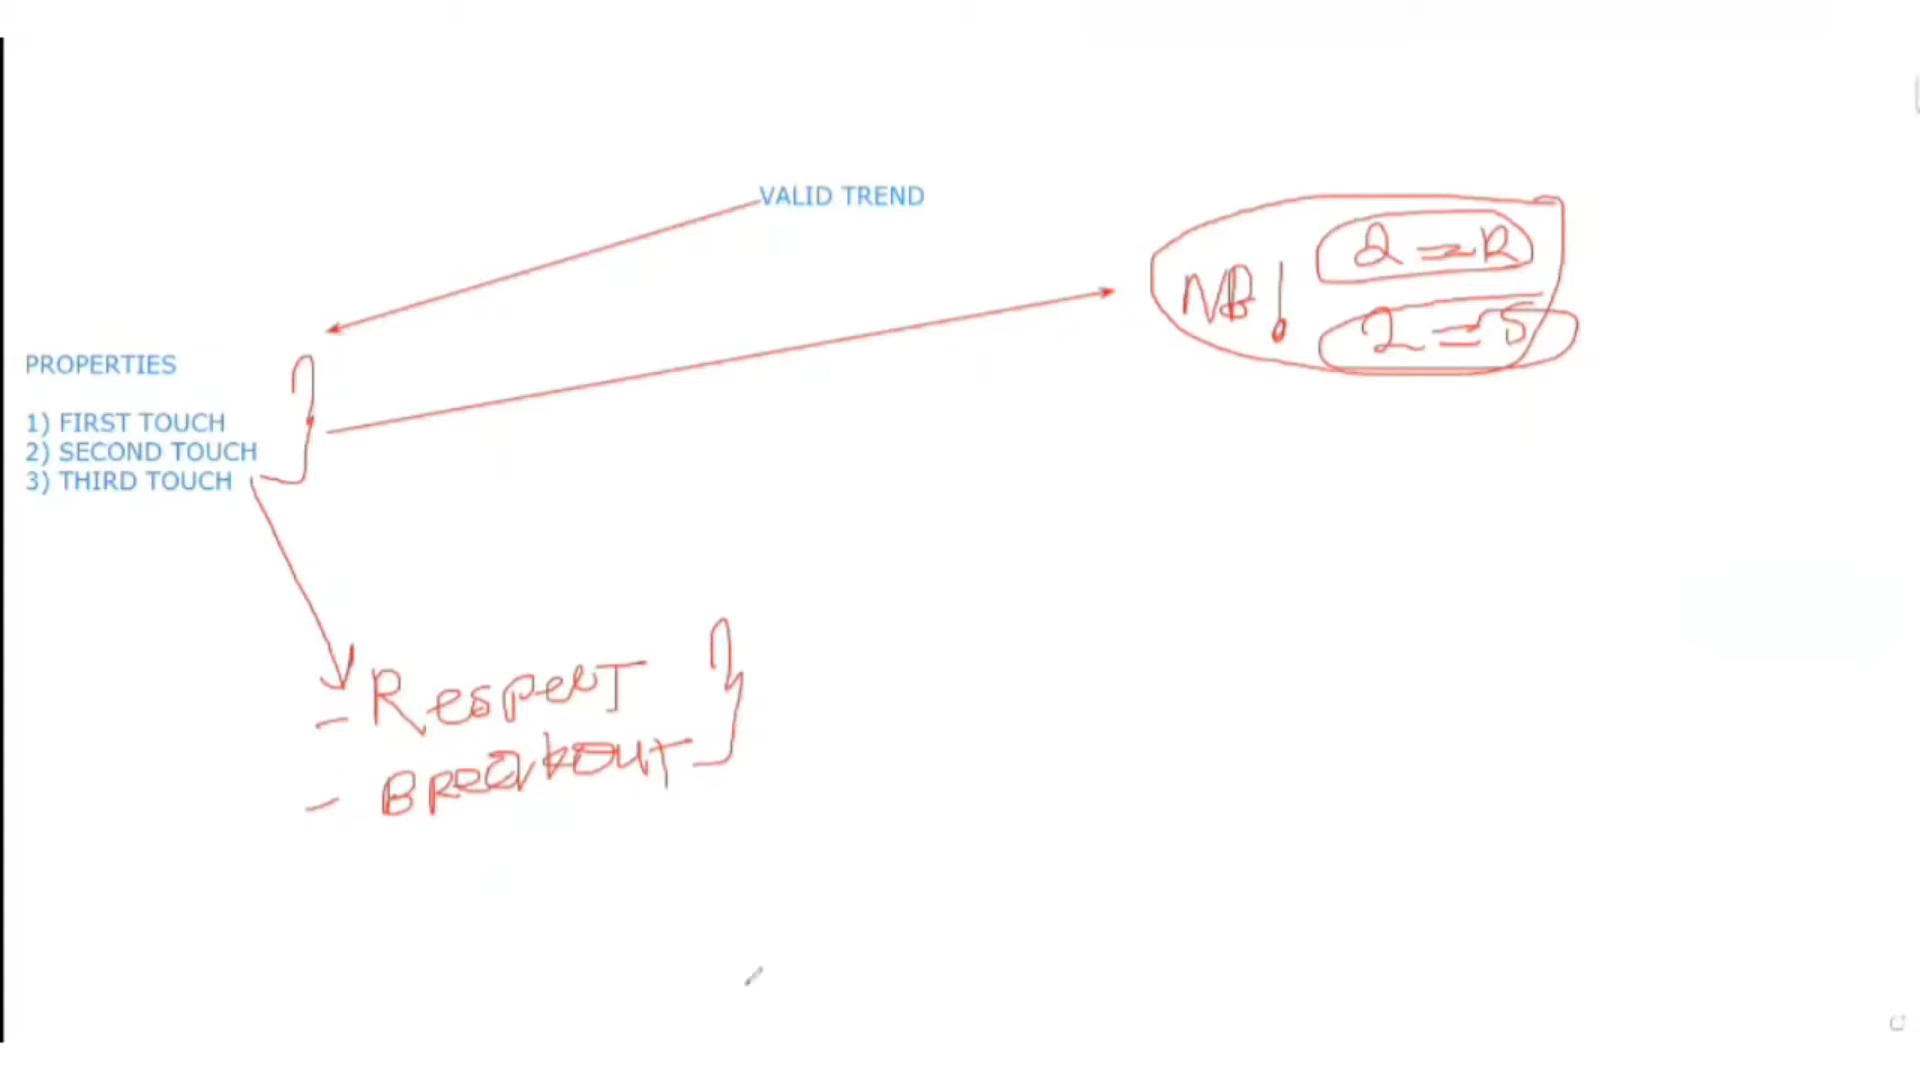 VALID TREND
NB!
2 = R
2 = S
PROPERTIES
1) FIRST TOUCH
2) SECOND TOUCH
3) THIRD TOUCH
- Respect
- BREAKOUT